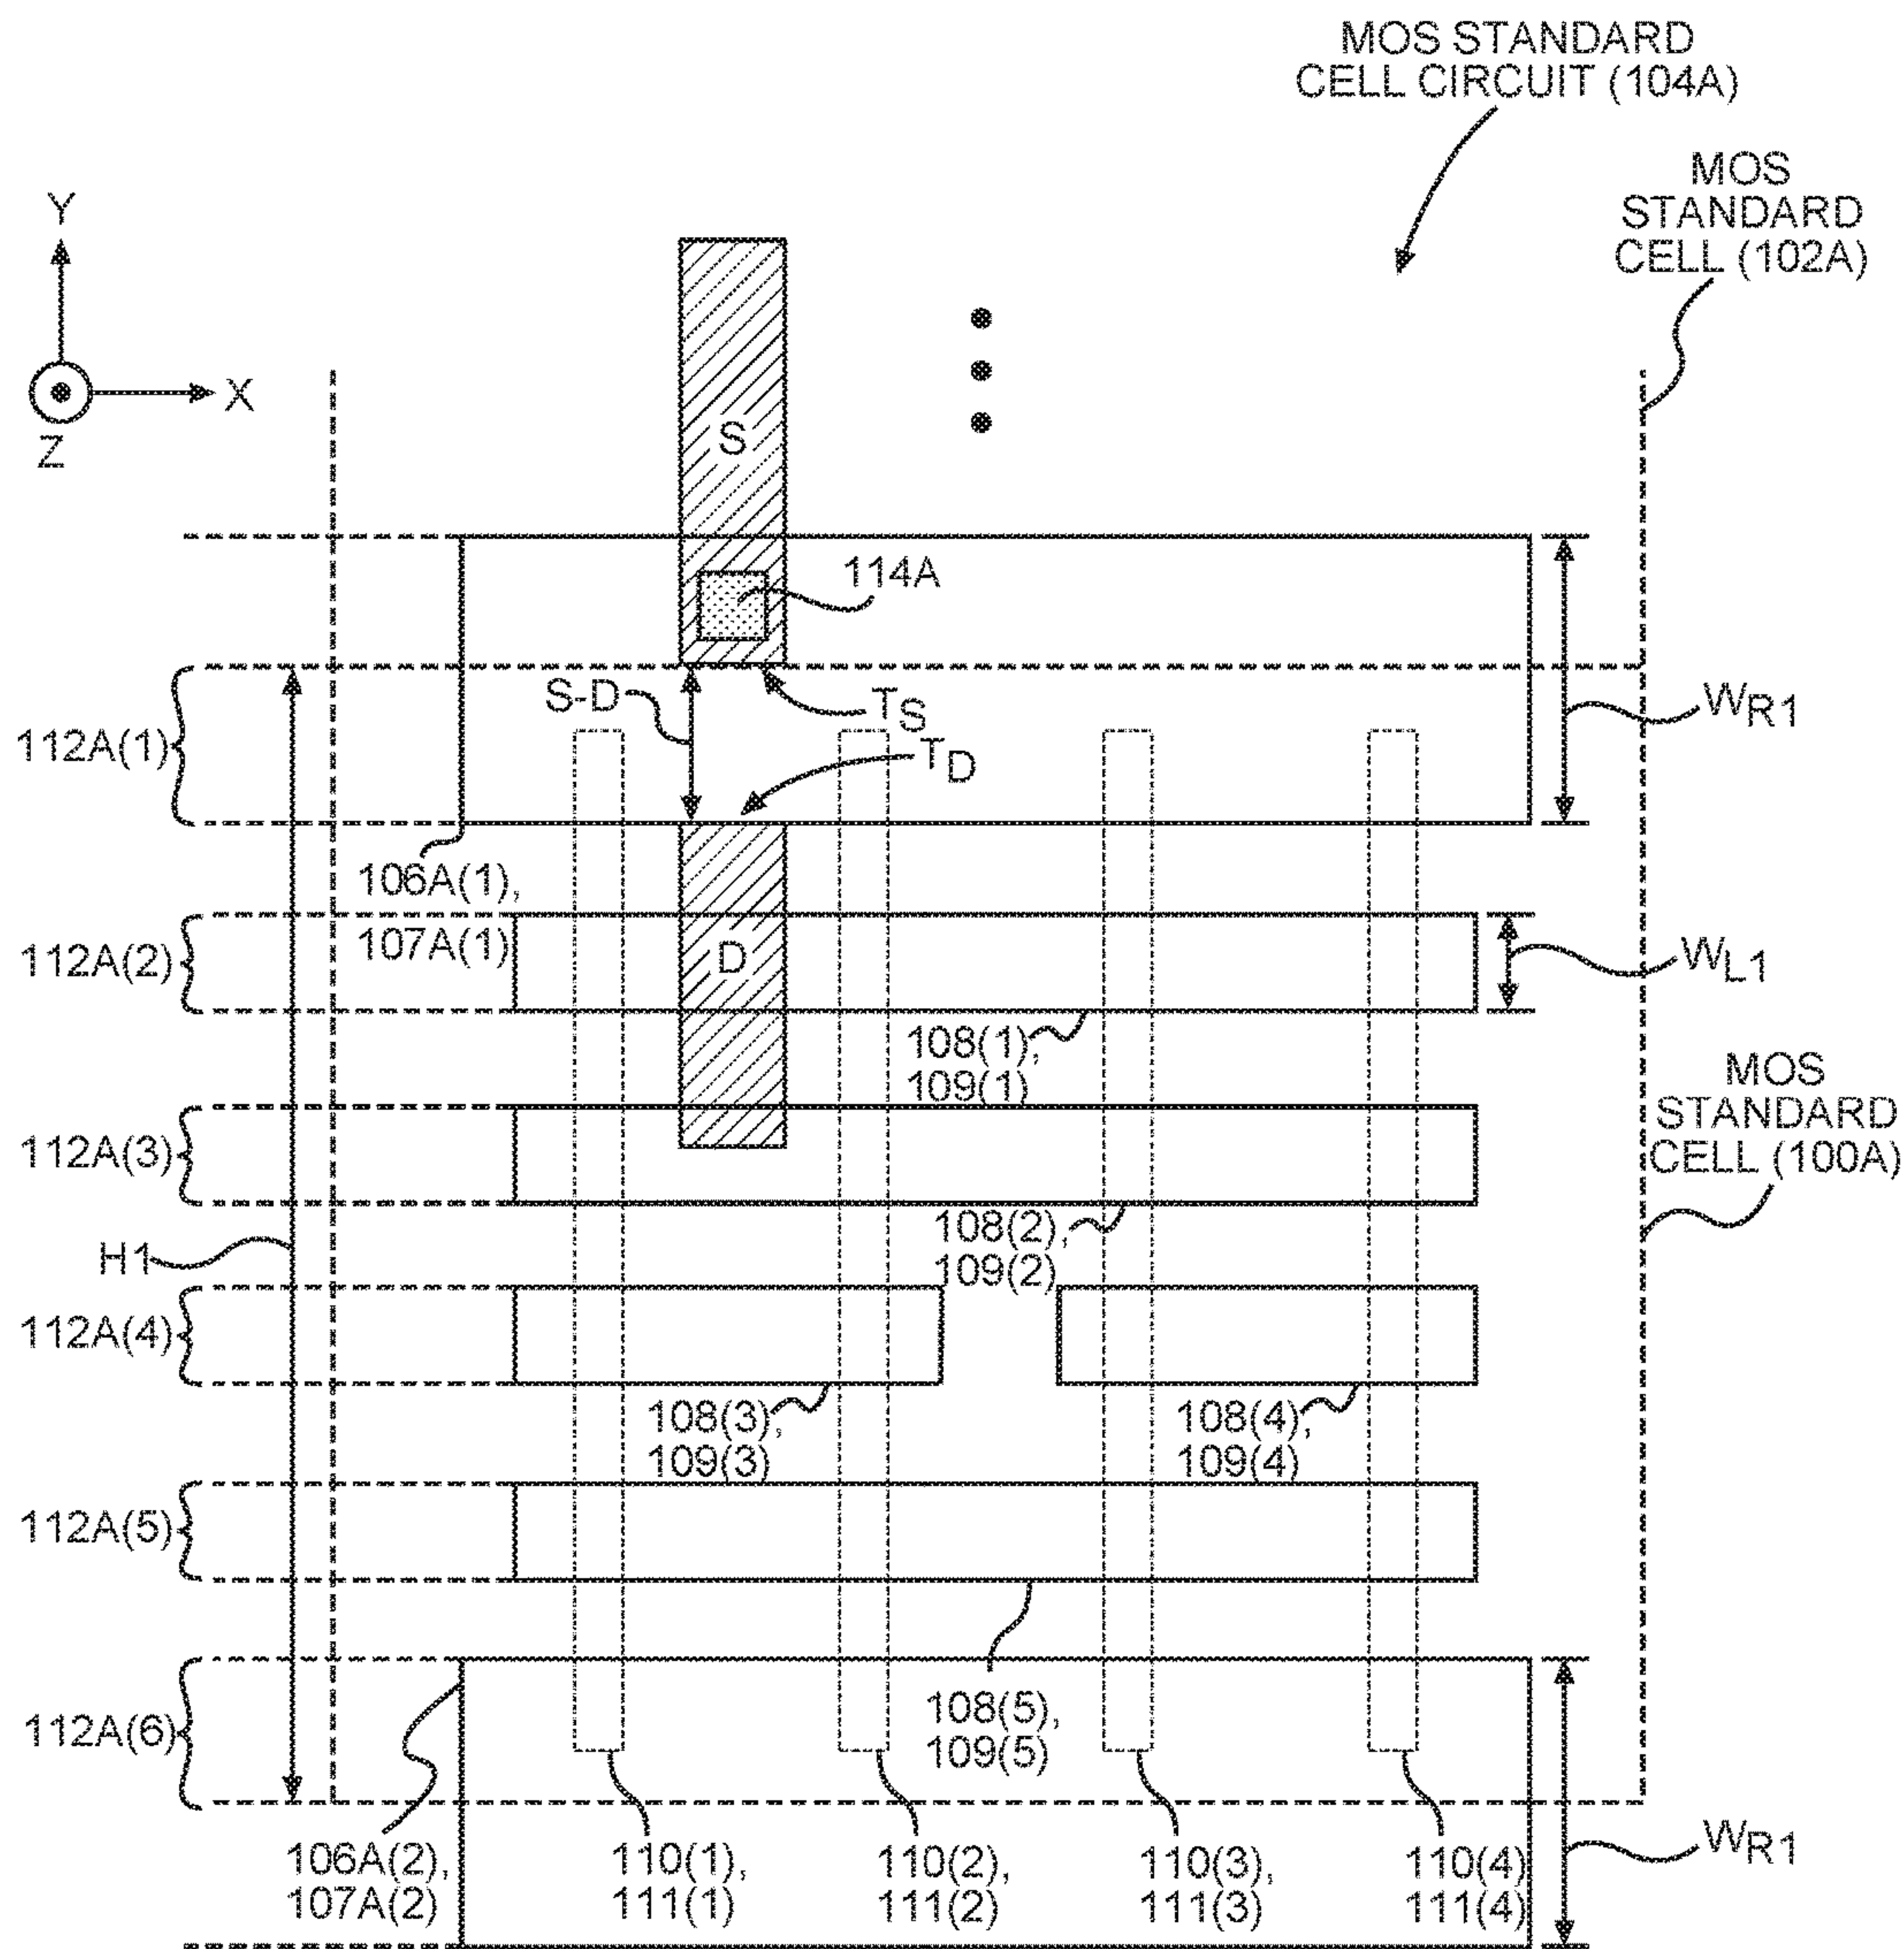 MOS STANDARD
CELL CIRCUIT (104A)
MOS
STANDARD
CELL (102A)
Y
X
Z
S
114A
S-D
TS
WR1
112A(1)
TD
106A(1),
107A(1)
112A(2)
D
WL1
108(1),
109(1)
MOS
STANDARD
CELL (100A)
112A(3)
108(2),
109(2)
H1
112A(4)
108(3),
109(3)
108(4),
109(4)
112A(5)
108(5),
109(5)
112A(6)
WR1
106A(2),
107A(2)
110(1),
111(1)
110(2),
111(2)
110(3),
111(3)
110(4)
111(4)